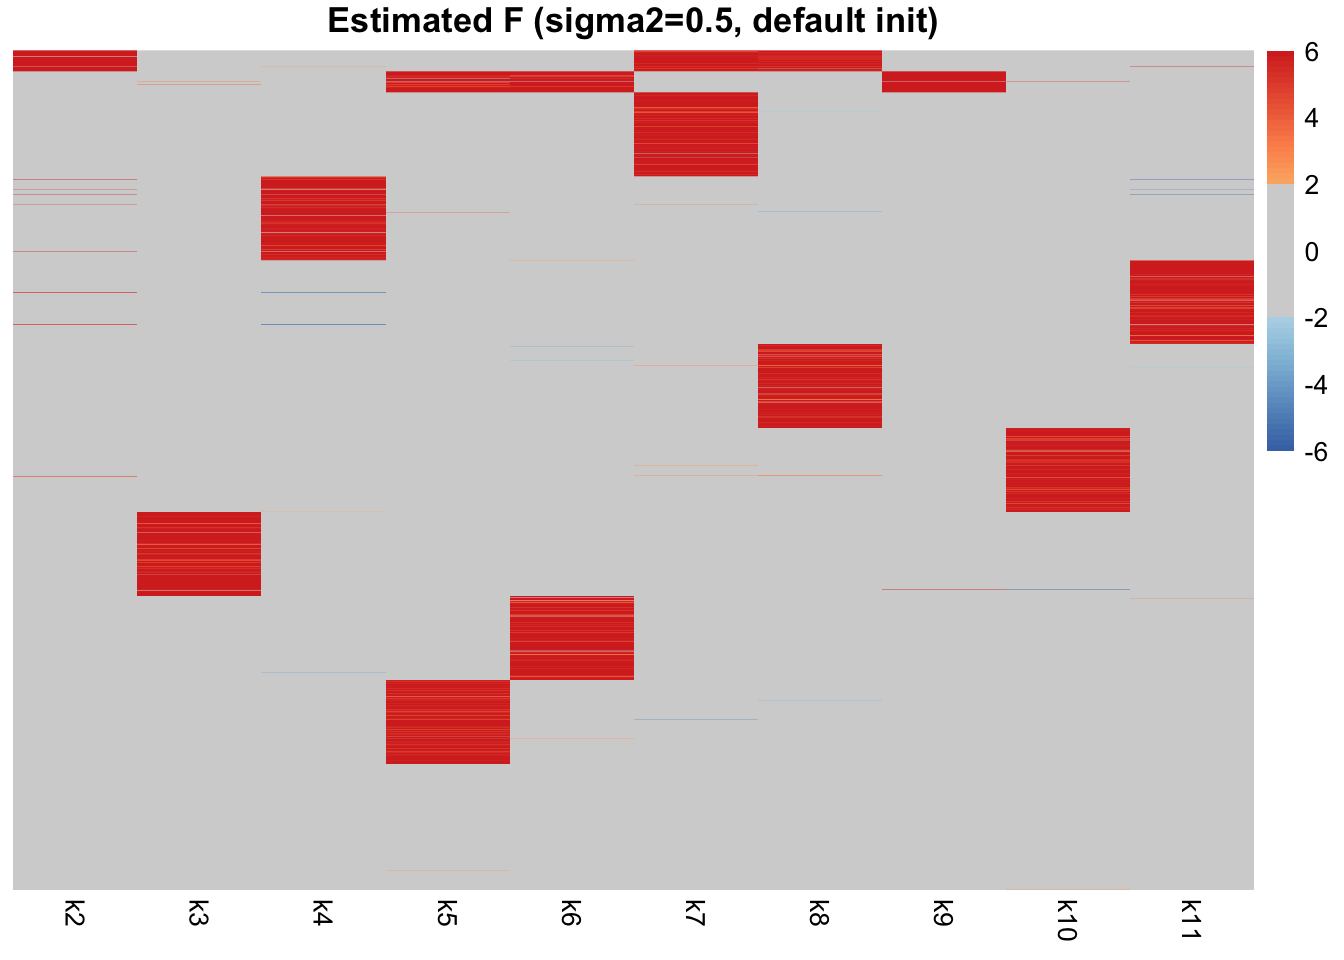 Estimated F (sigma2=0.5, default init)
6
4
2
0
-2
-4
-6
k2
k3
k4
k5
k6
k7
k8
k9
k10
k11